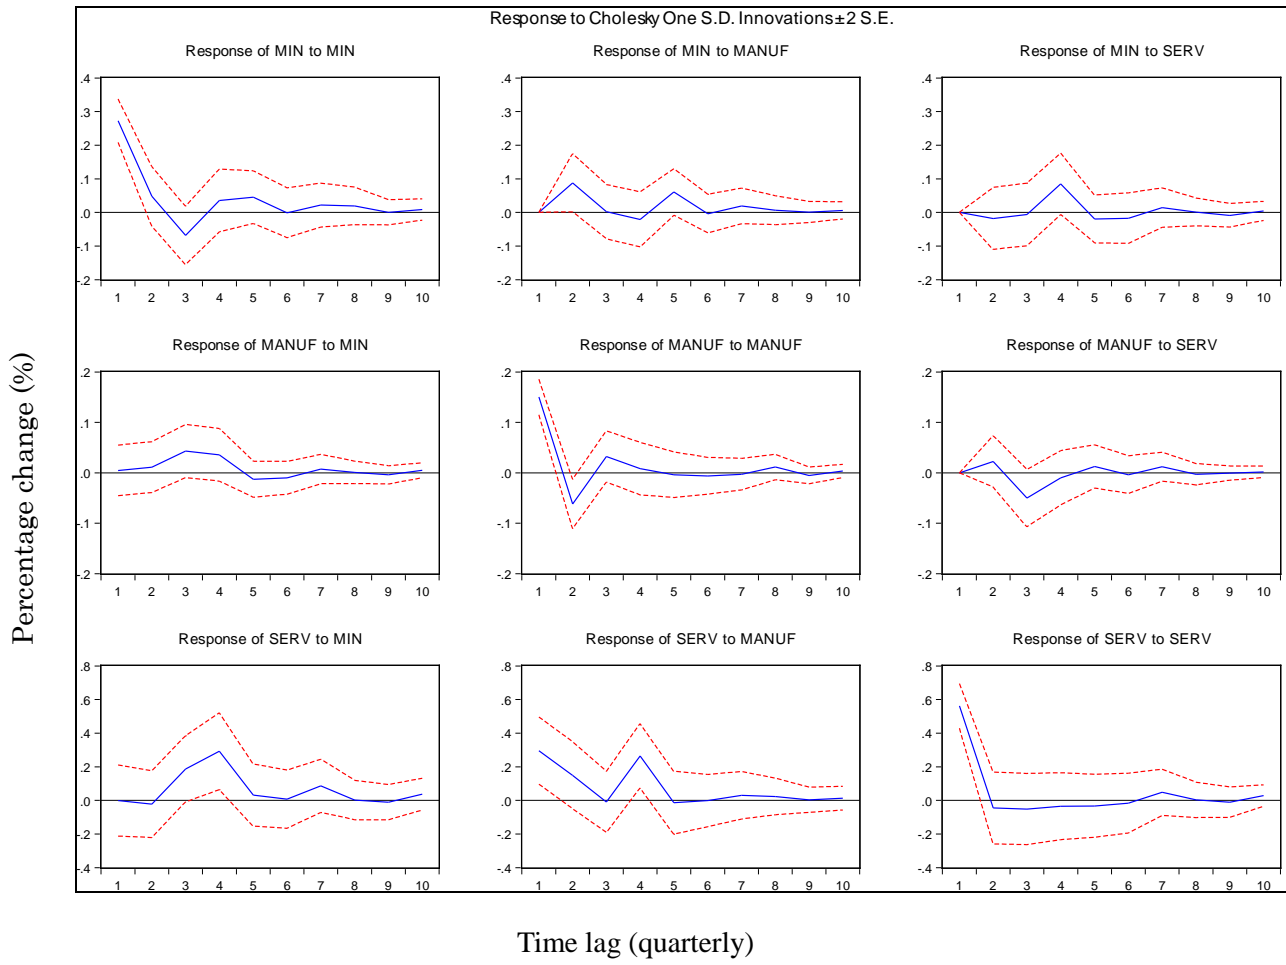 Response to Cholesky One S.D. Innovations ± 2 S.E.
Response of MIN to MIN
Response of MIN to MANUF
Response of MIN to SERV
.4
.3
.2
.1
.0
-.1
-.2
1 2 3 4 5 6 7 8 9 10
.4
.3
.2
.1
.0
-.1
-.2
1 2 3 4 5 6 7 8 9 10
.4
.3
.2
.1
.0
-.1
-.2
1 2 3 4 5 6 7 8 9 10
Response of MANUF to MIN
Response of MANUF to MANUF
Response of MANUF to SERV
.2
.1
.0
-.1
-.2
1 2 3 4 5 6 7 8 9 10
.2
.1
.0
-.1
-.2
1 2 3 4 5 6 7 8 9 10
.2
.1
.0
-.1
-.2
1 2 3 4 5 6 7 8 9 10
Percentage change (%)
Response of SERV to MIN
Response of SERV to MANUF
Response of SERV to SERV
.8
.6
.4
.2
.0
-.2
-.4
1 2 3 4 5 6 7 8 9 10
.8
.6
.4
.2
.0
-.2
-.4
1 2 3 4 5 6 7 8 9 10
.8
.6
.4
.2
.0
-.2
-.4
1 2 3 4 5 6 7 8 9 10
Time lag (quarterly)